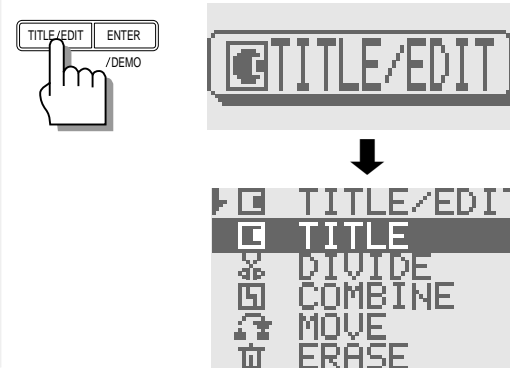 TITLE/EDIT ENTER
/DEMO
TITLE/EDIT
TITLE/EDIT
TITLE
DIVIDE
COMBINE
MOVE
ERASE